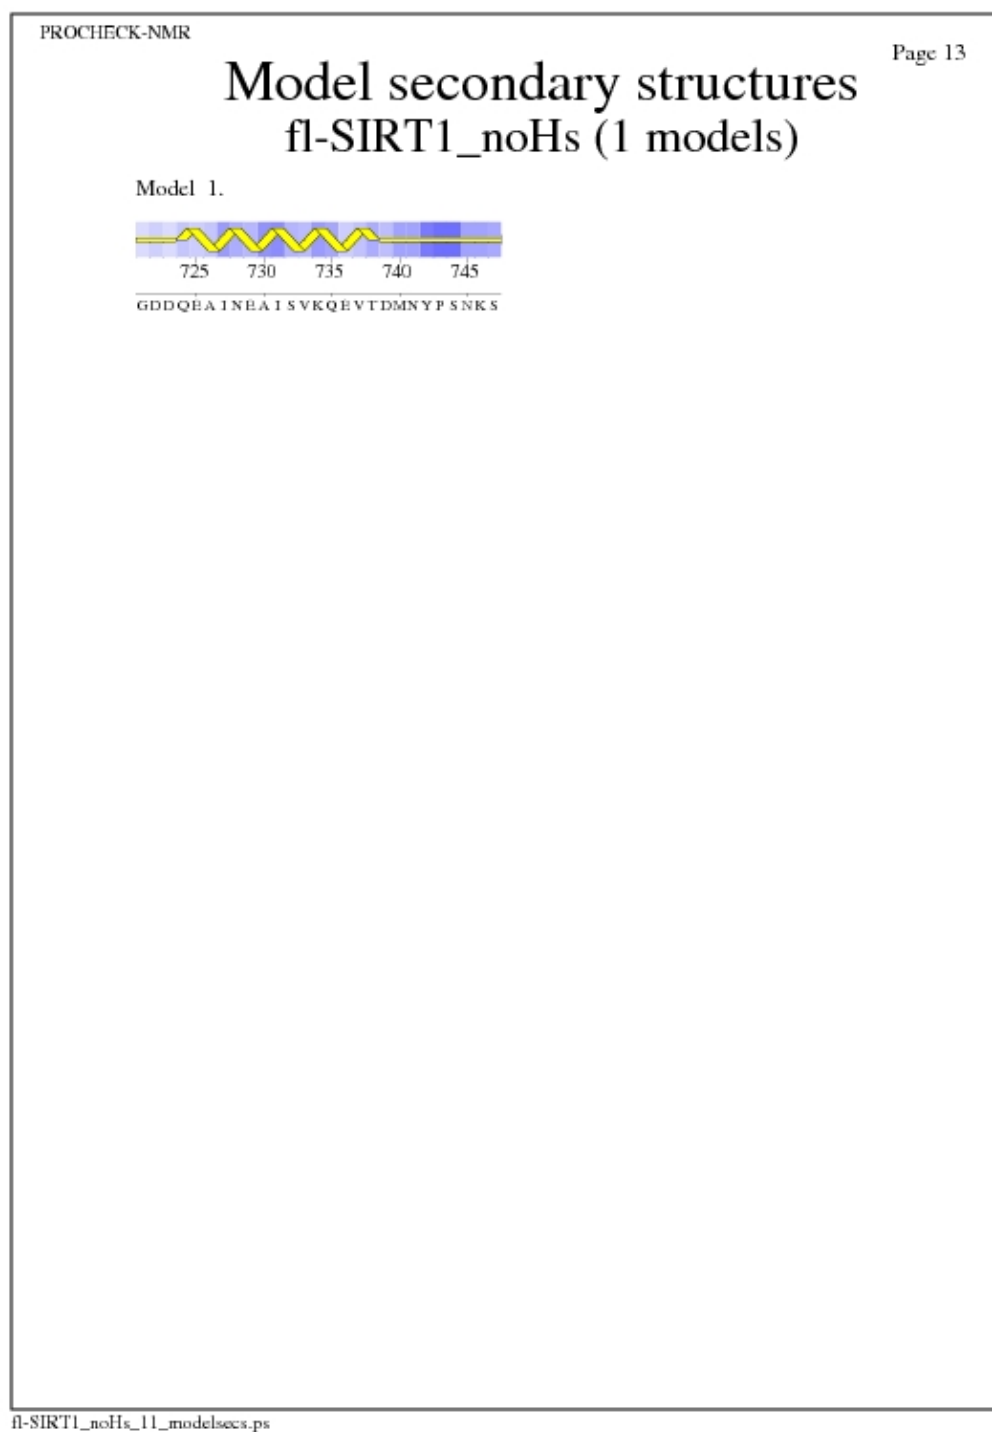 PROCHECK-NMR
Page 13
Model secondary structures
fl-SIRT1_noHs (1 models)
Model 1.
725 730 735 740 745
GDDQEAINEAISVKQEVTDMNYPSNKS
fl-SIRT1_noHs_11_modelsecs.ps